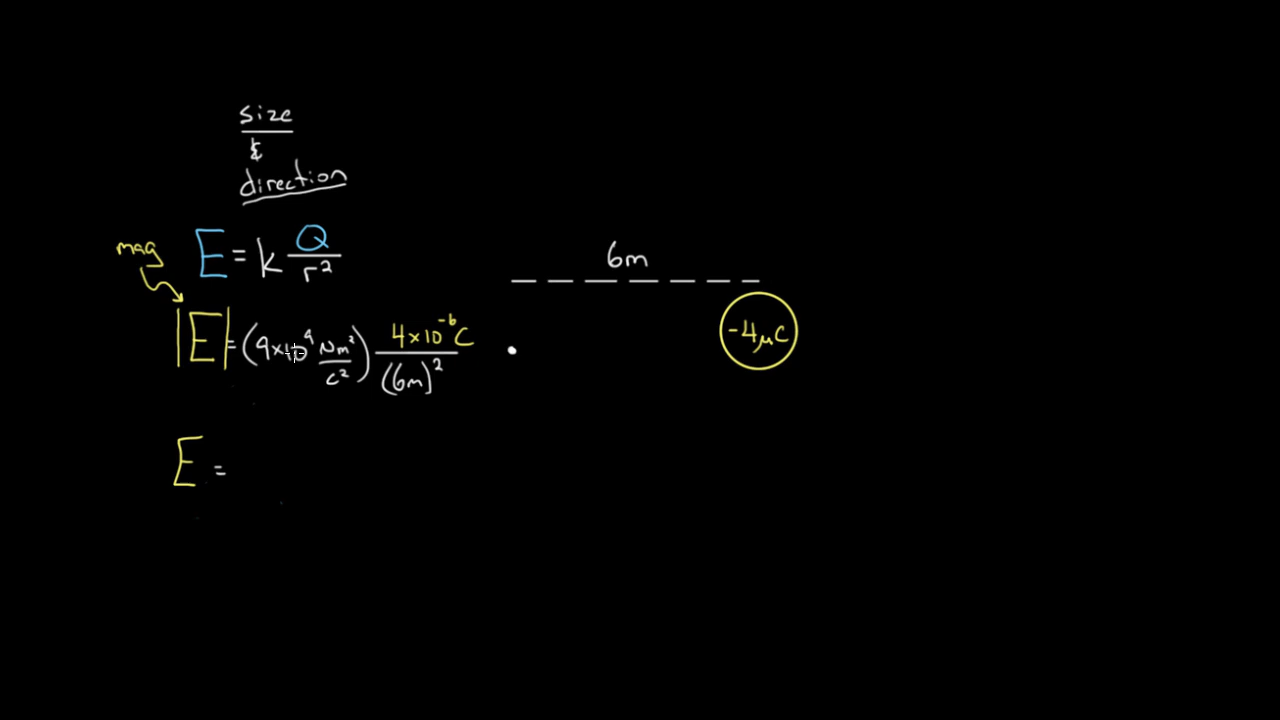 size
&
direction
mag
E = k Q/r²
6m
|E| = (9×10⁹ Nm²/C²) 4×10⁻⁶C/(6m)²
-4μC
E =